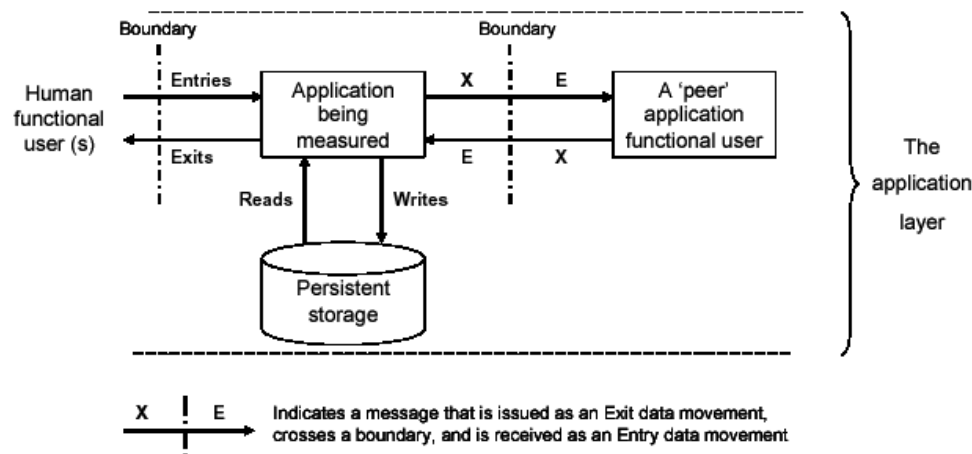 Boundary
Boundary
Entries
X
E
Human
functional
user (s)
Application
being
measured
A 'peer'
application
functional user
Exits
E
X
The
application
layer
Reads
Writes
Persistent
storage
X
E
Indicates a message that is issued as an Exit data movement,
crosses a boundary, and is received as an Entry data movement